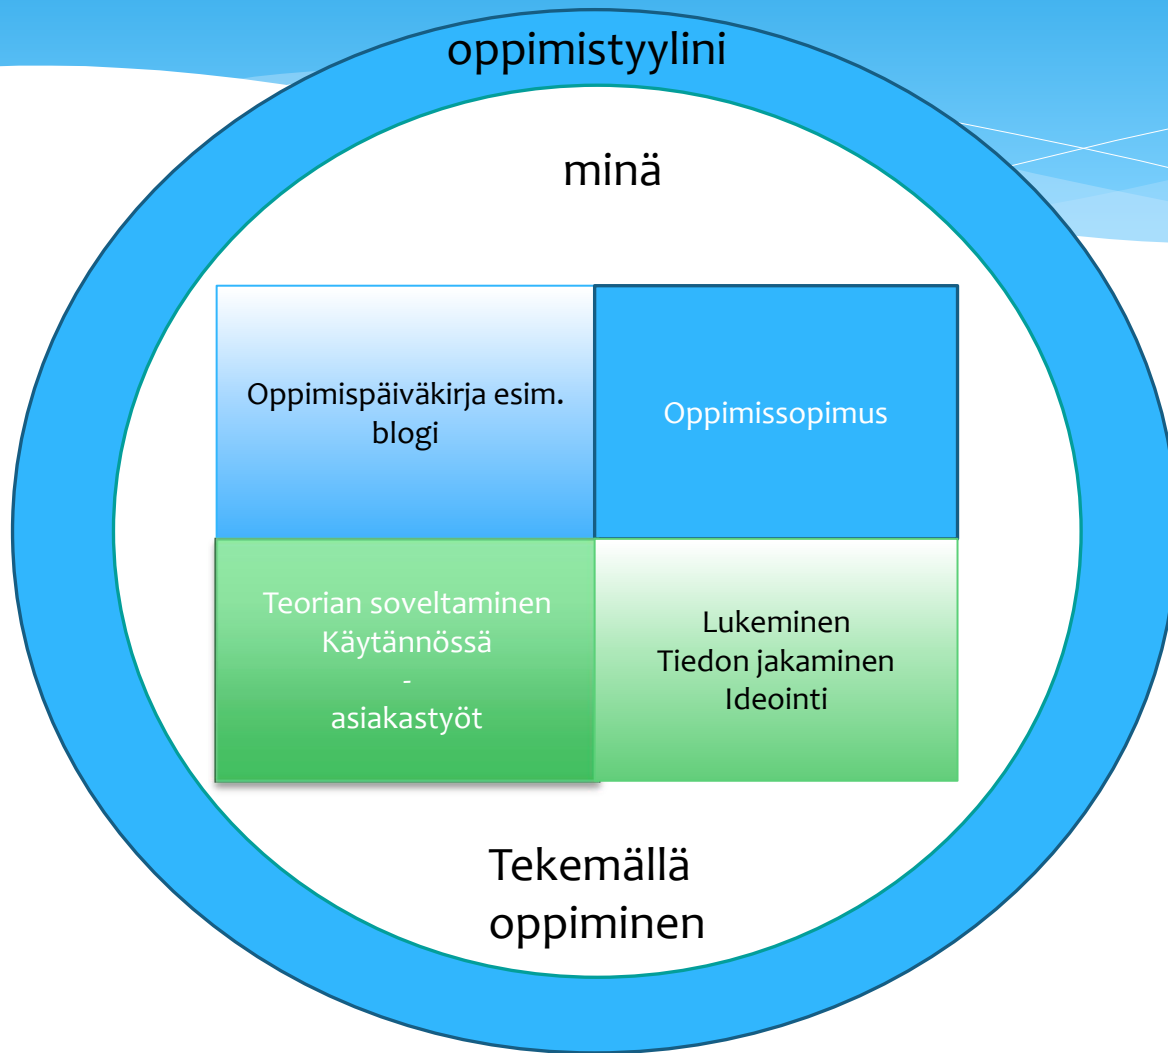 oppimistyylini
minä
Oppimispäiväkirja esim.
blogi
Oppimissopimus
Teorian soveltaminen
Käytännössä
-
asiakastyöt
Lukeminen
Tiedon jakaminen
Ideointi
Tekemällä
oppiminen